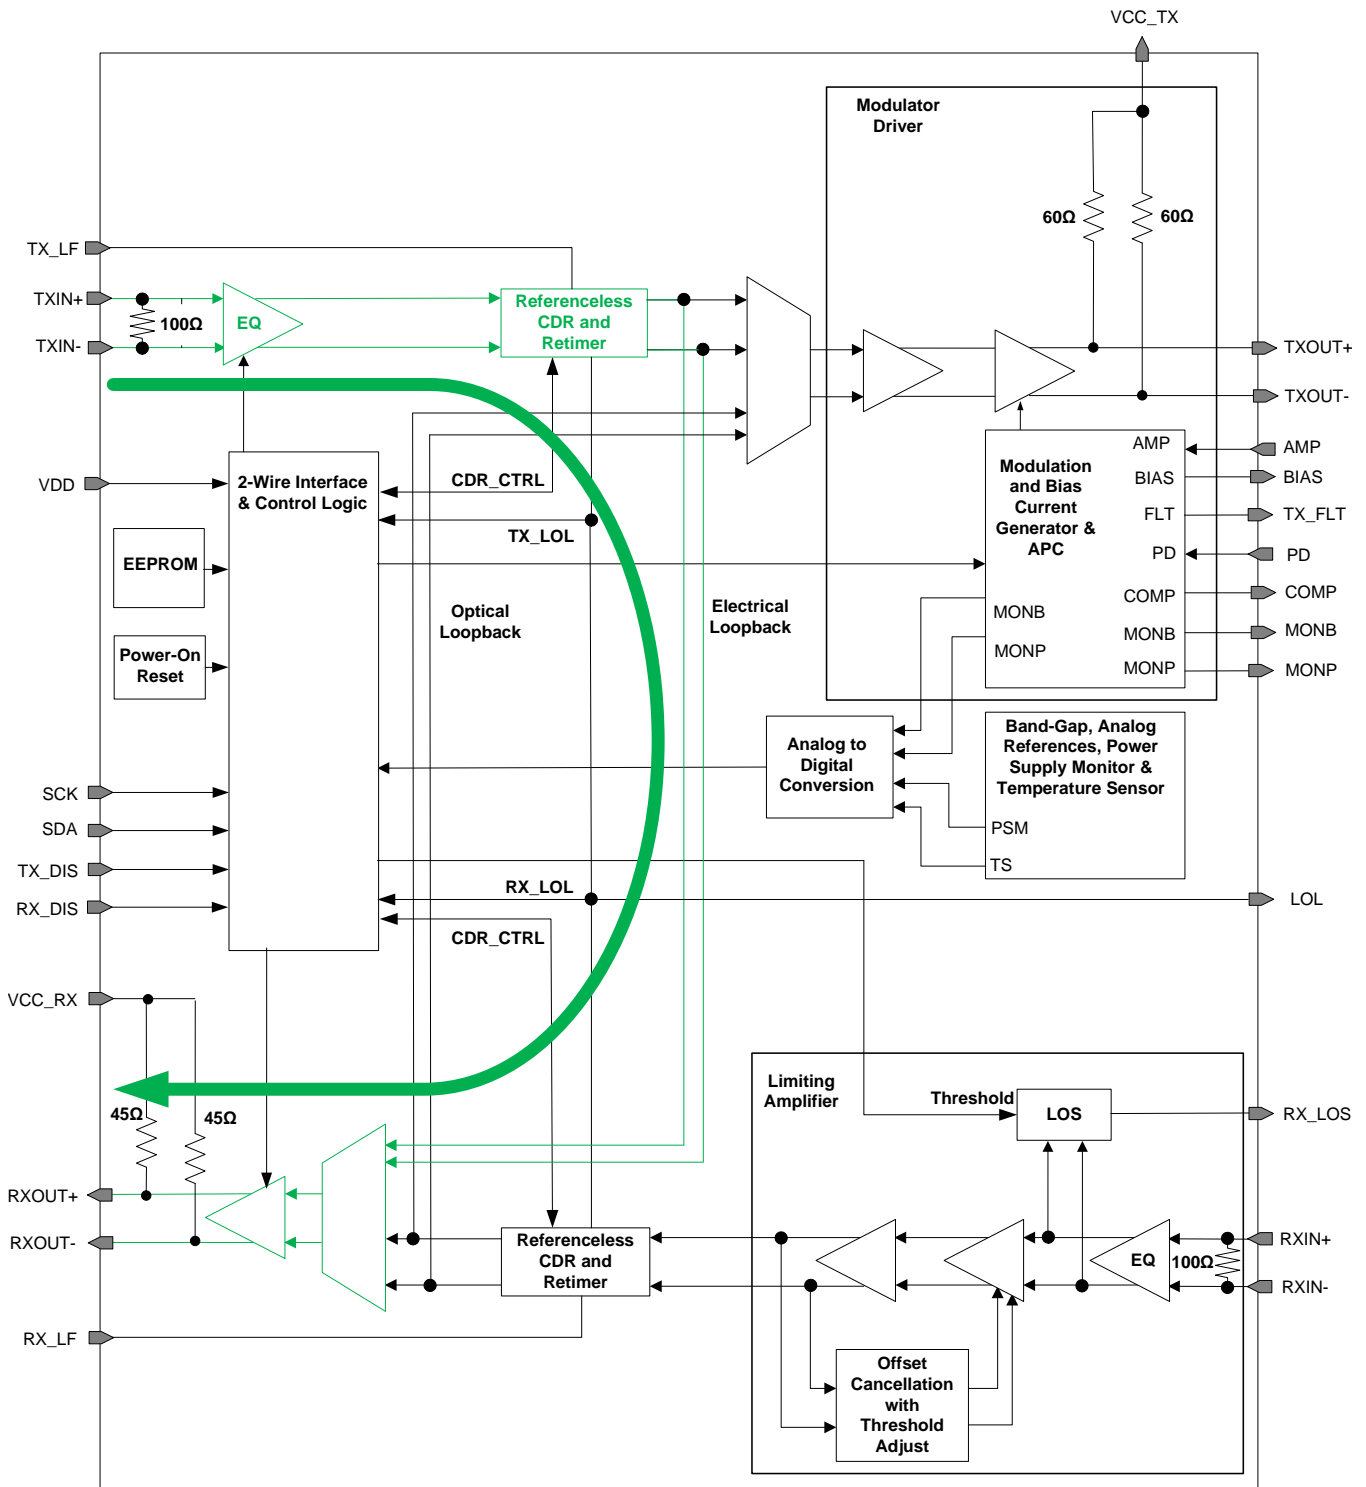 VCC_TX
Modulator
Driver
60Ω
60Ω
TX_LF
TXIN+
TXIN-
100Ω
EQ
Referenceless
CDR and
Retimer
TXOUT+
TXOUT-
VDD
2-Wire Interface
& Control Logic
CDR_CTRL
TX_LOL
EEPROM
Power-On
Reset
Optical
Loopback
Electrical
Loopback
Modulation
and Bias
Current
Generator &
APC
AMP
BIAS
FLT
PD
COMP
MONB
MONP
MONB
MONP
AMP
BIAS
TX_FLT
PD
COMP
MONB
MONP
Analog to
Digital
Conversion
Band-Gap, Analog
References, Power
Supply Monitor &
Temperature Sensor
PSM
TS
SCK
SDA
TX_DIS
RX_DIS
RX_LOL
CDR_CTRL
LOL
VCC_RX
45Ω
45Ω
Limiting
Amplifier
Threshold
LOS
RX_LOS
RXOUT+
RXOUT-
Referenceless
CDR and
Retimer
EQ
100Ω
RXIN+
RXIN-
RX_LF
Offset
Cancellation
with
Threshold
Adjust